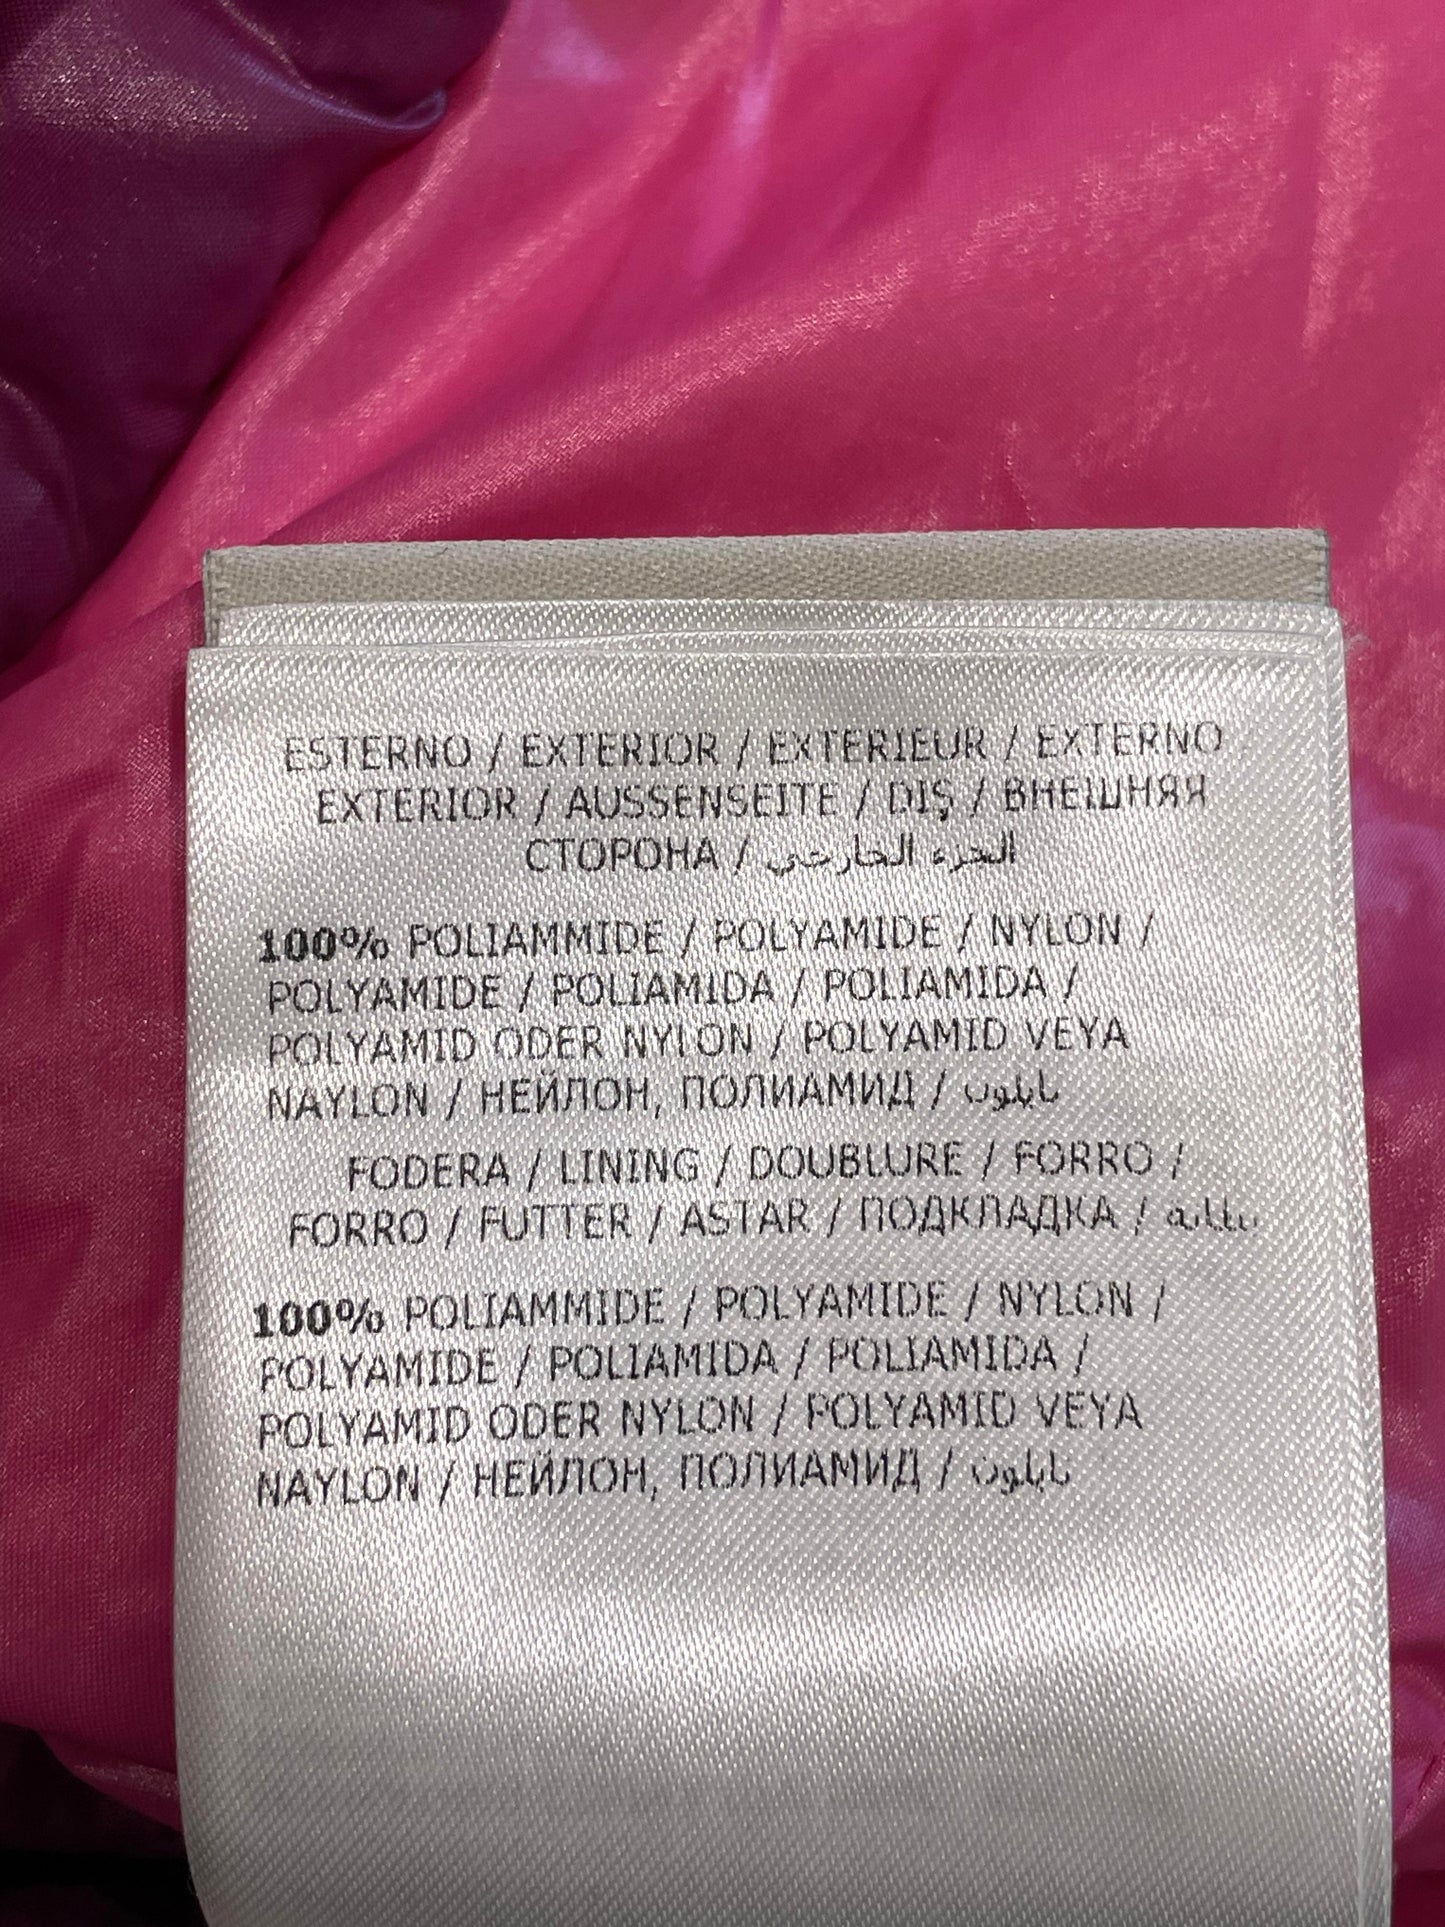 ESTERNO / EXTERIOR / EXTERIEUR / EXTERNO
EXTERIOR / AUSSENSEITE / DIŞ / ВНЕШНЯЯ
СТОРОНА / الجزء الخارجي
100% POLIAMMIDE / POLYAMIDE / NYLON /
POLYAMIDE / POLIAMIDA / POLIAMIDA /
POLYAMID ODER NYLON / POLYAMID VEYA
NAYLON / НЕЙЛОН, ПОЛИАМИД / نايلون
FODERA / LINING / DOUBLURE / FORRO /
FORRO / FUTTER / ASTAR / ПОДКЛАДКА / بطانة
100% POLIAMMIDE / POLYAMIDE / NYLON /
POLYAMIDE / POLIAMIDA / POLIAMIDA /
POLYAMID ODER NYLON / POLYAMID VEYA
NAYLON / НЕЙЛОН, ПОЛИАМИД / نايلون